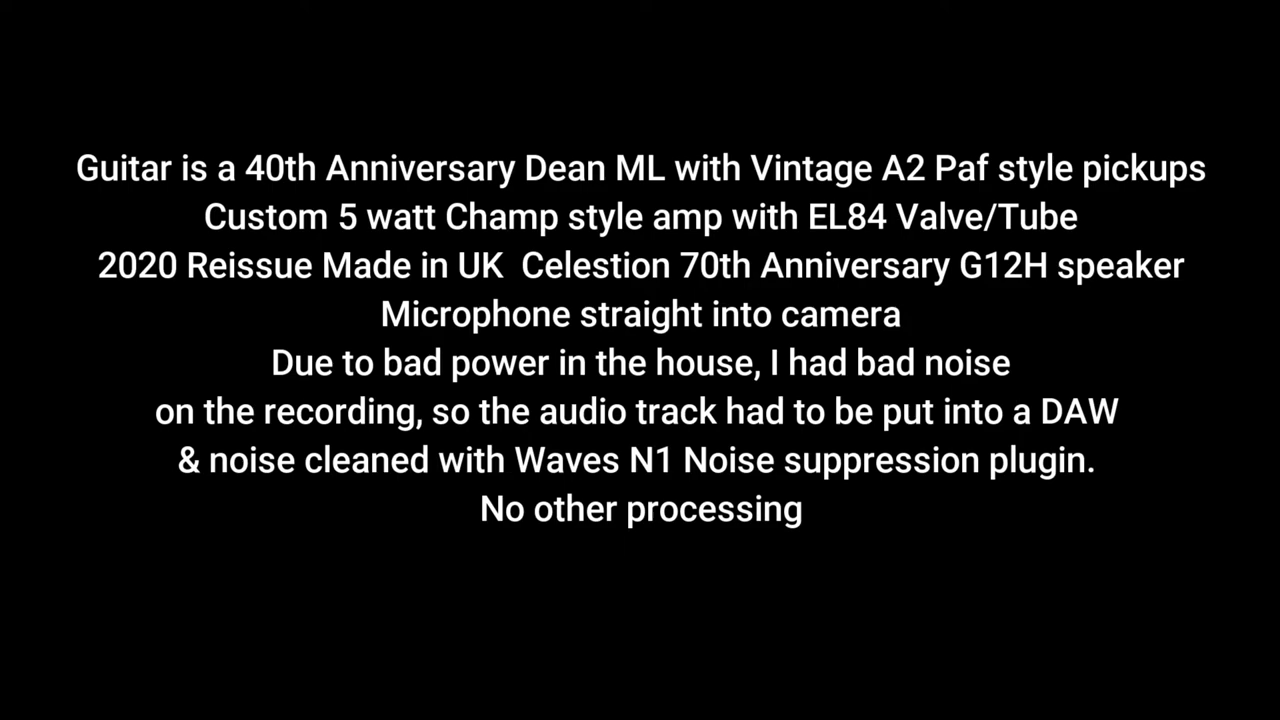 Guitar is a 40th Anniversary Dean ML with Vintage A2 Paf style pickups
Custom 5 watt Champ style amp with EL84 Valve/Tube
2020 Reissue Made in UK  Celestion 70th Anniversary G12H speaker
Microphone straight into camera
Due to bad power in the house, I had bad noise
on the recording, so the audio track had to be put into a DAW
& noise cleaned with Waves N1 Noise suppression plugin.
No other processing